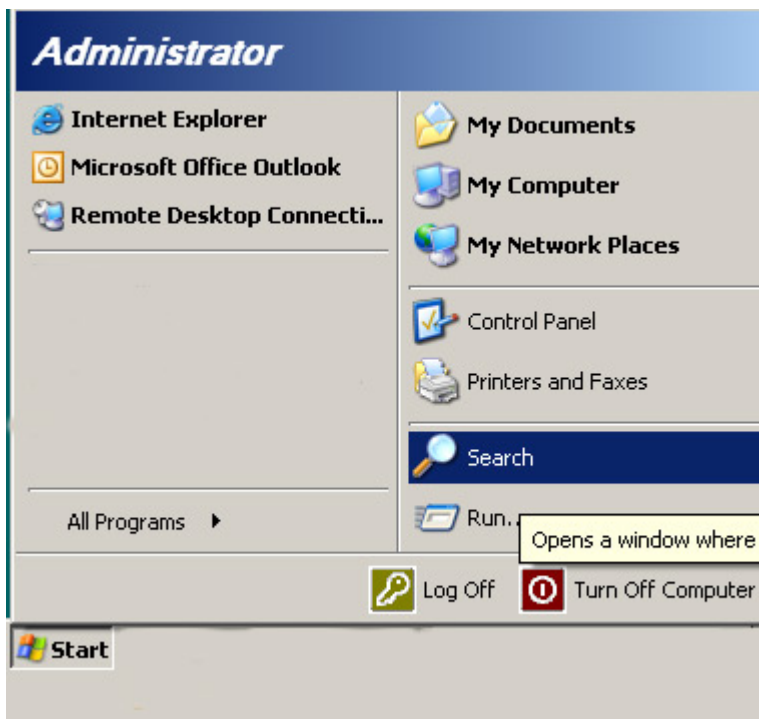 Administrator
Internet Explorer
Microsoft Office Outlook
Remote Desktop Connecti...
All Programs
My Documents
My Computer
My Network Places
Control Panel
Printers and Faxes
Search
Run..
Opens a window where
Log Off
Turn Off Computer
Start